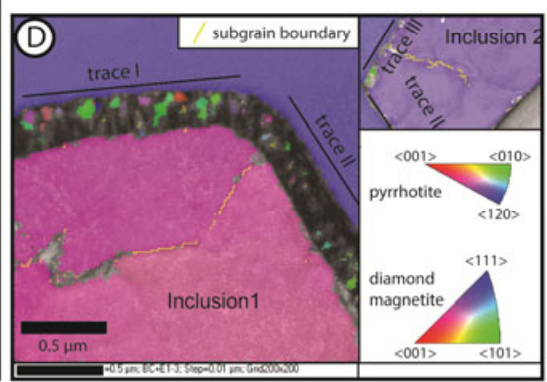 D
subgrain boundary
trace I
trace II
Inclusion1
0.5 µm
=0.5 µm; BC+E1-3; Step=0.01 µm; Grid200x200
Inclusion 2
trace III
trace II
<001>
<010>
pyrrhotite
<120>
<111>
diamond
magnetite
<001>
<101>